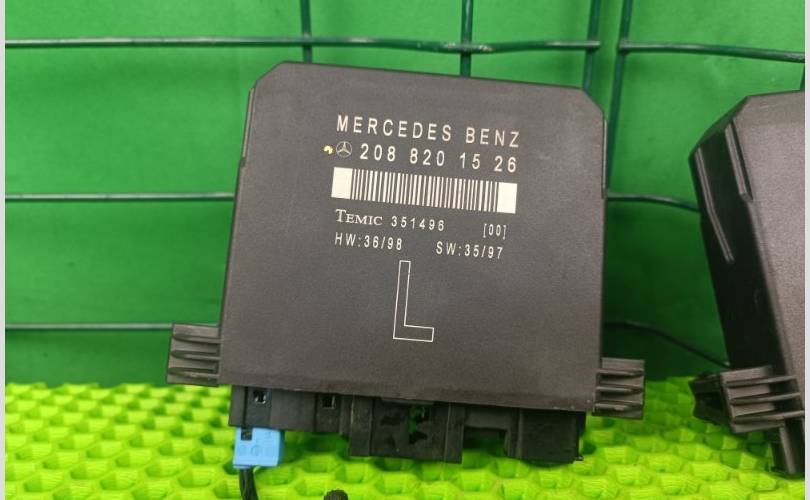 MERCEDES BENZ
208 820 15 26
TEMIC 351496 [00]
HW:36/98 SW:35/97
L